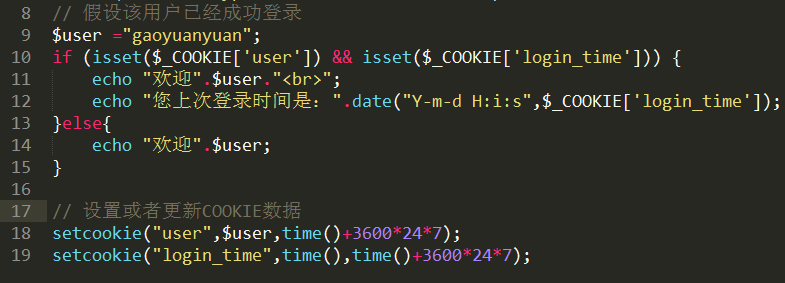 8 // 假设该用户已经成功登录
9 $user ="gaoyuanyuan";
10 if (isset($_COOKIE['user']) && isset($_COOKIE['login_time'])) {
11     echo "欢迎".$user."<br>";
12     echo "您上次登录时间是：".date("Y-m-d H:i:s",$_COOKIE['login_time']);
13 }else{
14     echo "欢迎".$user;
15 }
16
17 // 设置或者更新COOKIE数据
18 setcookie("user",$user,time()+3600*24*7);
19 setcookie("login_time",time(),time()+3600*24*7);